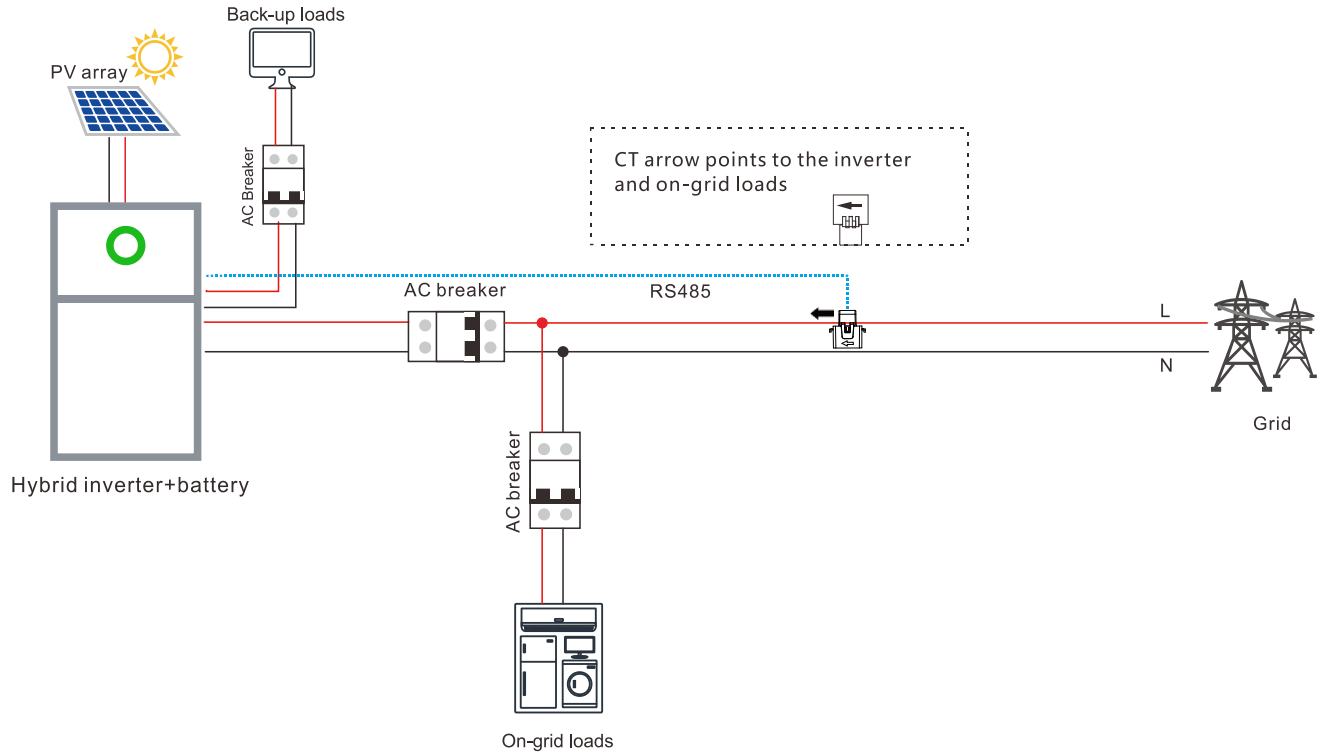 Back-up loads
PV array
AC Breaker
CT arrow points to the inverter
and on-grid loads
AC breaker
RS485
L
N
Grid
AC breaker
Hybrid inverter+battery
On-grid loads